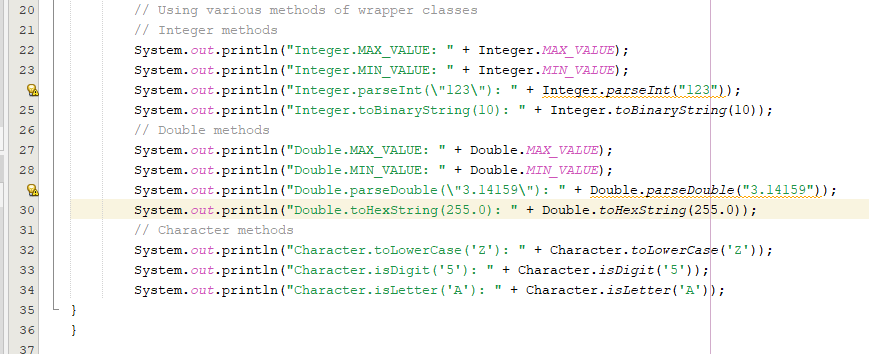 20 // Using various methods of wrapper classes
21 // Integer methods
22 System.out.println("Integer.MAX_VALUE: " + Integer.MAX_VALUE);
23 System.out.println("Integer.MIN_VALUE: " + Integer.MIN_VALUE);
System.out.println("Integer.parseInt(\"123\"): " + Integer.parseInt("123"));
25 System.out.println("Integer.toBinaryString(10): " + Integer.toBinaryString(10));
26 // Double methods
27 System.out.println("Double.MAX_VALUE: " + Double.MAX_VALUE);
28 System.out.println("Double.MIN_VALUE: " + Double.MIN_VALUE);
System.out.println("Double.parseDouble(\"3.14159\"): " + Double.parseDouble("3.14159"));
30 System.out.println("Double.toHexString(255.0): " + Double.toHexString(255.0));
31 // Character methods
32 System.out.println("Character.toLowerCase('Z'): " + Character.toLowerCase('Z'));
33 System.out.println("Character.isDigit('5'): " + Character.isDigit('5'));
34 System.out.println("Character.isLetter('A'): " + Character.isLetter('A'));
35 }
36 }
37